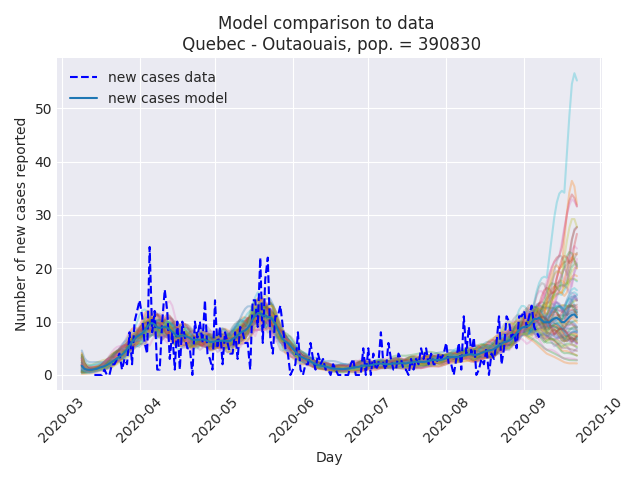 Model comparison to data
Quebec - Outaouais, pop. = 390830
new cases data
new cases model
Number of new cases reported
50
40
30
20
10
0
2020-03
2020-04
2020-05
2020-06
2020-07
2020-08
2020-09
2020-10
Day